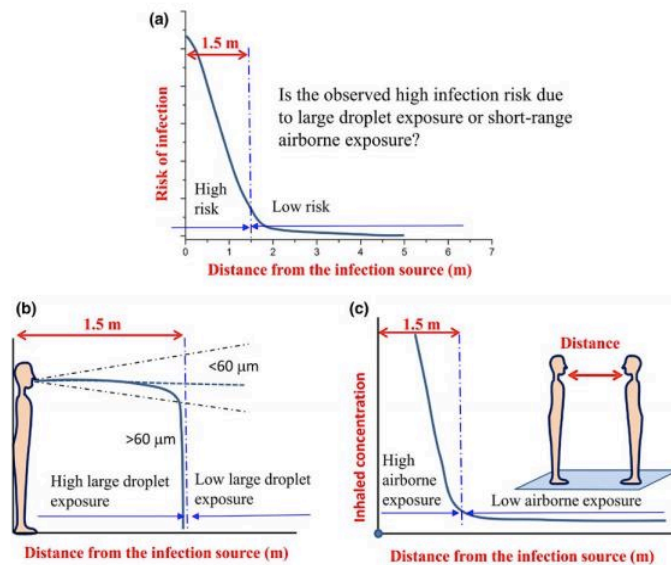 (a)
1.5 m
Is the observed high infection risk due
to large droplet exposure or short-range
airborne exposure?
Risk of infection
High
risk
Low risk
0 1 2 3 4 5 6 7
Distance from the infection source (m)
(b)
1.5 m
<60 μm
>60 μm
High large droplet
exposure
Low large droplet
exposure
Distance from the infection source (m)
(c)
1.5 m
Distance
Inhaled concentration
High
airborne
exposure
Low airborne exposure
Distance from the infection source (m)